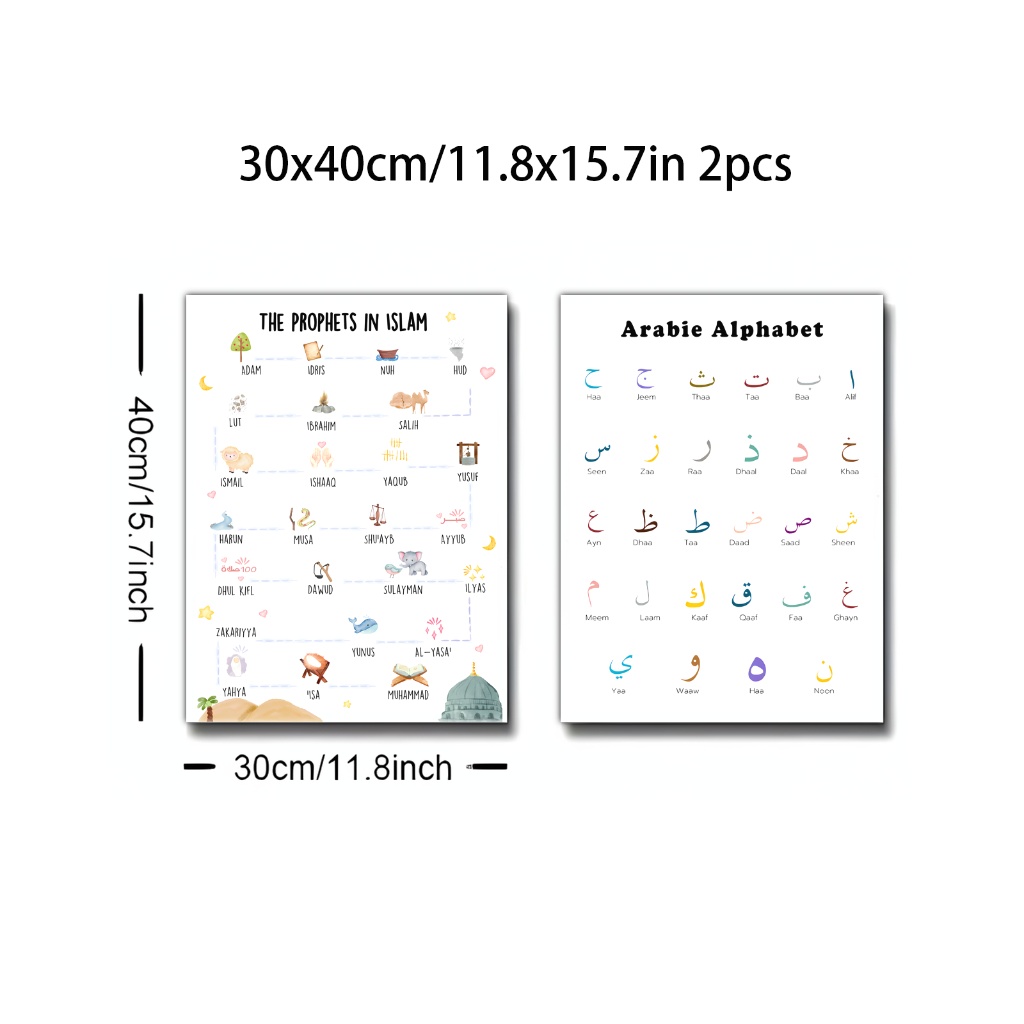 30x40cm/11.8x15.7in 2pcs
40cm/15.7inch
THE PROPHETS IN ISLAM
ADAM IDRIS NUH HUD
LUT IBRAHIM SALIH
ISMAIL ISHAAQ YAQUB YUSUF
صبر
HARUN MUSA SHU'AYB AYYUB
100 صلاة
DHUL KIFL DAWUD SULAYMAN ILYAS
ZAKARIYYA
YUNUS AL-YASA'
YAHYA 'ISA MUHAMMAD
30cm/11.8inch
Arabie Alphabet
ا ب ت ث ج ح
Haa Jeem Thaa Taa Baa Alif
خ د ذ ر ز س
Seen Zaa Raa Dhaal Daal Khaa
ش ص ض ط ظ ع
Ayn Dhaa Taa Daad Saad Sheen
غ ف ق ك ل م
Meem Laam Kaaf Qaaf Faa Ghayn
ن ه و ي
Yaa Waaw Haa Noon